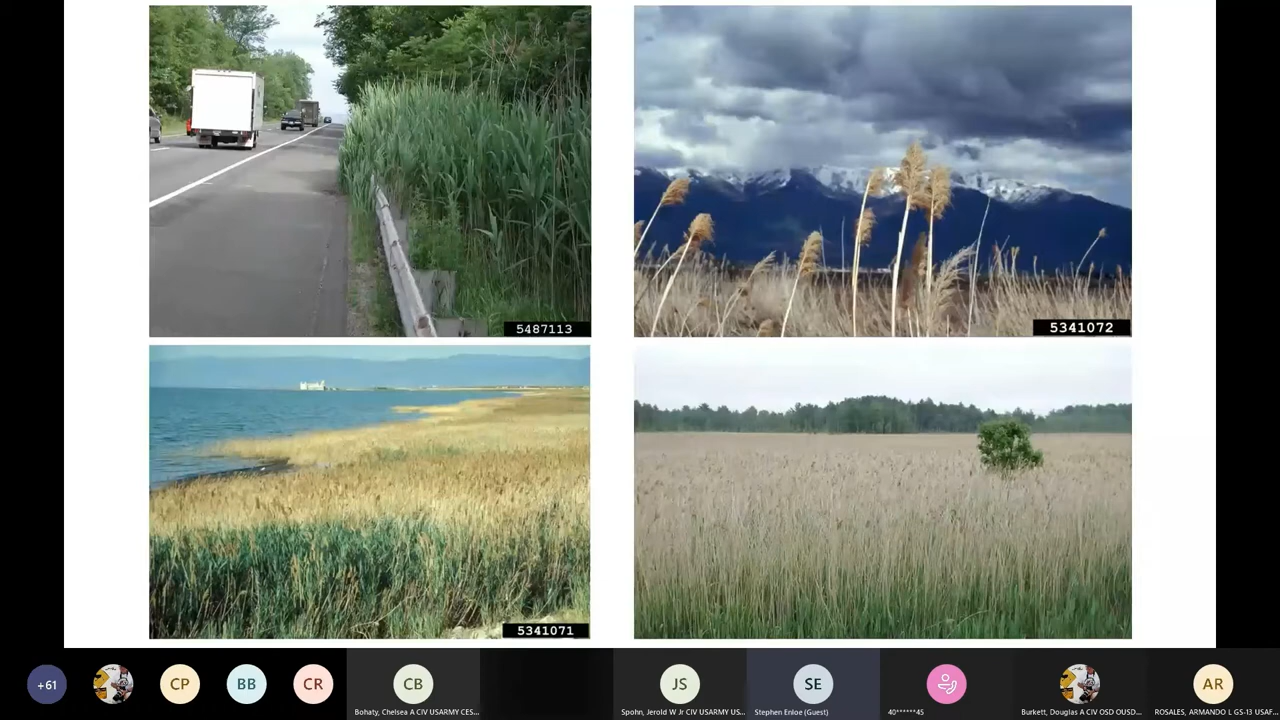 5487113
5341072
5341071
+61
CP
BB
CR
CB
JS
SE
AR
Bohaty, Chelsea A CIV USARMY CES...
Spohn, Jerold W Jr CIV USARMY US...
Stephen Enloe (Guest)
40******45
Burkett, Douglas A CIV OSD OUSD...
ROSALES, ARMANDO L GS-13 USAF...